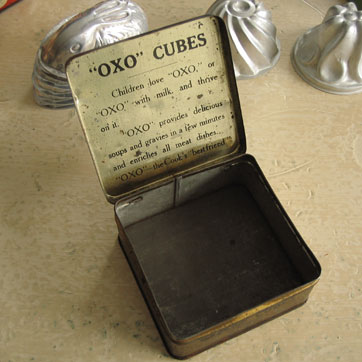 "OXO" CUBES
Children love "OXO," or
"OXO" with milk, and thrive
on it.
"OXO" provides delicious
soups and gravies in a few minutes
and enriches all meat dishes.
"OXO"—the Cook's best friend